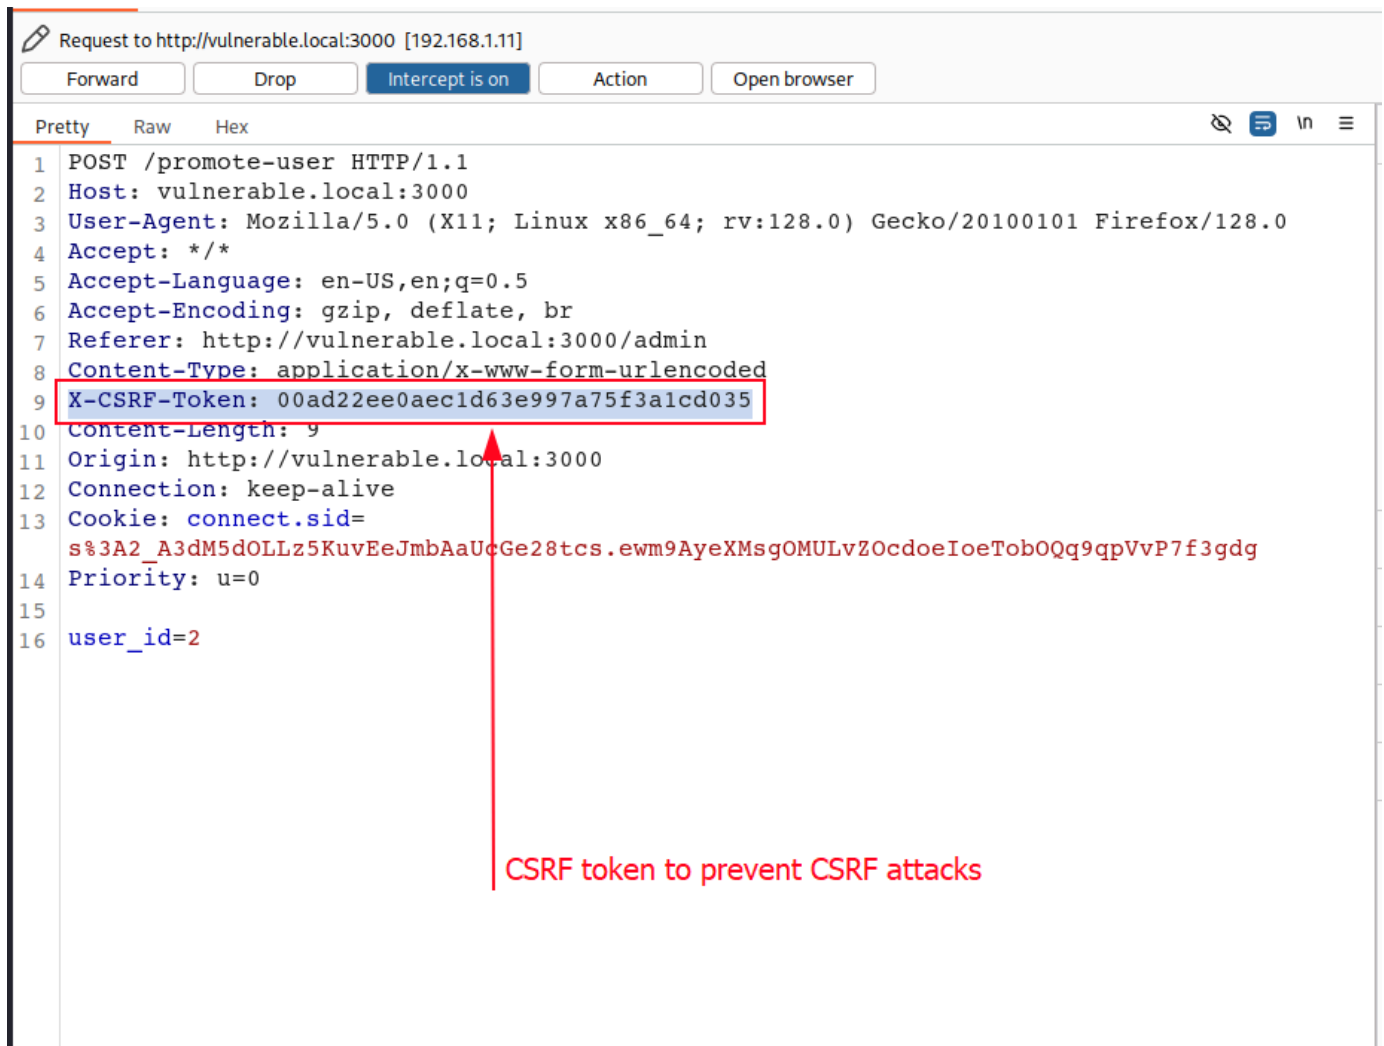 Request to http://vulnerable.local:3000 [192.168.1.11]
Forward Drop Intercept is on Action Open browser
Pretty Raw Hex \n
1 POST /promote-user HTTP/1.1
2 Host: vulnerable.local:3000
3 User-Agent: Mozilla/5.0 (X11; Linux x86_64; rv:128.0) Gecko/20100101 Firefox/128.0
4 Accept: */*
5 Accept-Language: en-US,en;q=0.5
6 Accept-Encoding: gzip, deflate, br
7 Referer: http://vulnerable.local:3000/admin
8 Content-Type: application/x-www-form-urlencoded
9 X-CSRF-Token: 00ad22ee0aec1d63e997a75f3a1cd035
10 Content-Length: 9
11 Origin: http://vulnerable.local:3000
12 Connection: keep-alive
13 Cookie: connect.sid=
s%3A2_A3dM5dOLLz5KuvEeJmbAaUcGe28tcs.ewm9AyeXMsgOMULvZOcdoeIoeTobOQq9qpVvP7f3gdg
14 Priority: u=0
15
16 user_id=2
CSRF token to prevent CSRF attacks